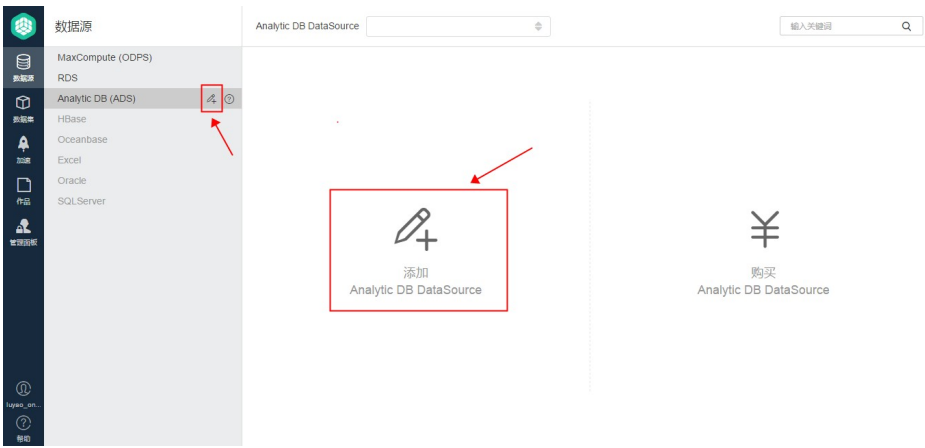 数据源
Analytic DB DataSource
输入关键词
数据源
数据集
加速
作品
管理面板
luyao_on...
帮助
MaxCompute (ODPS)
RDS
Analytic DB (ADS)
HBase
Oceanbase
Excel
Oracle
SQLServer
添加
Analytic DB DataSource
购买
Analytic DB DataSource